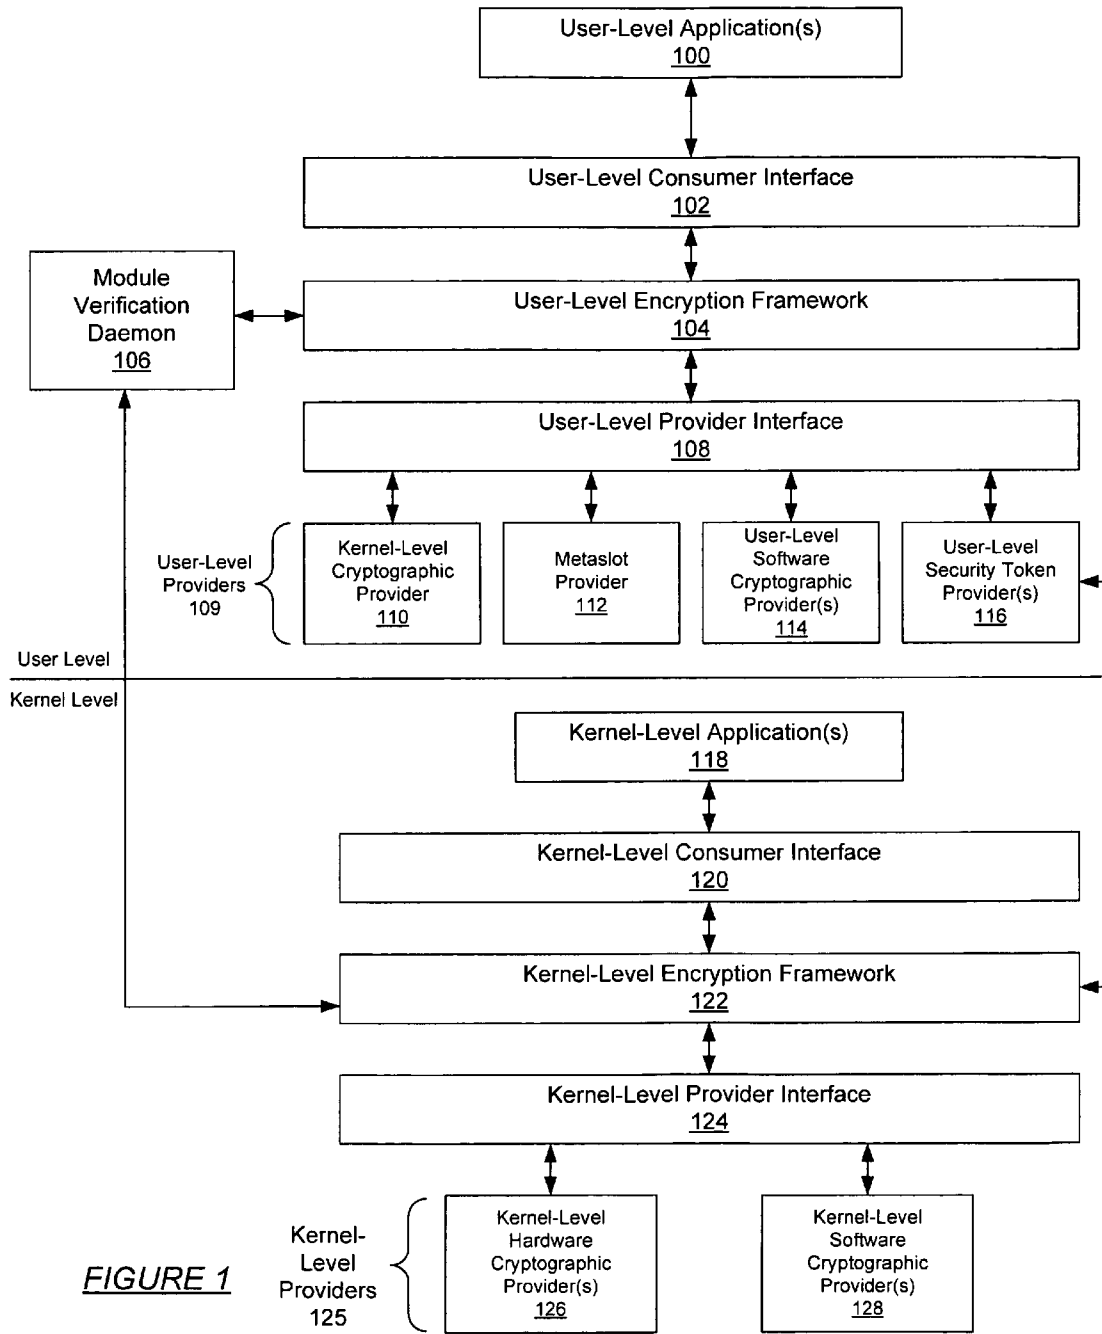 User-Level Application(s)
100
User-Level Consumer Interface
102
Module
Verification
Daemon
106
User-Level Encryption Framework
104
User-Level Provider Interface
108
User-Level
Providers
109
Kernel-Level
Cryptographic
Provider
110
Metaslot
Provider
112
User-Level
Software
Cryptographic
Provider(s)
114
User-Level
Security Token
Provider(s)
116
User Level
Kernel Level
Kernel-Level Application(s)
118
Kernel-Level Consumer Interface
120
Kernel-Level Encryption Framework
122
Kernel-Level Provider Interface
124
Kernel-
Level
Providers
125
Kernel-Level
Hardware
Cryptographic
Provider(s)
126
Kernel-Level
Software
Cryptographic
Provider(s)
128
FIGURE 1